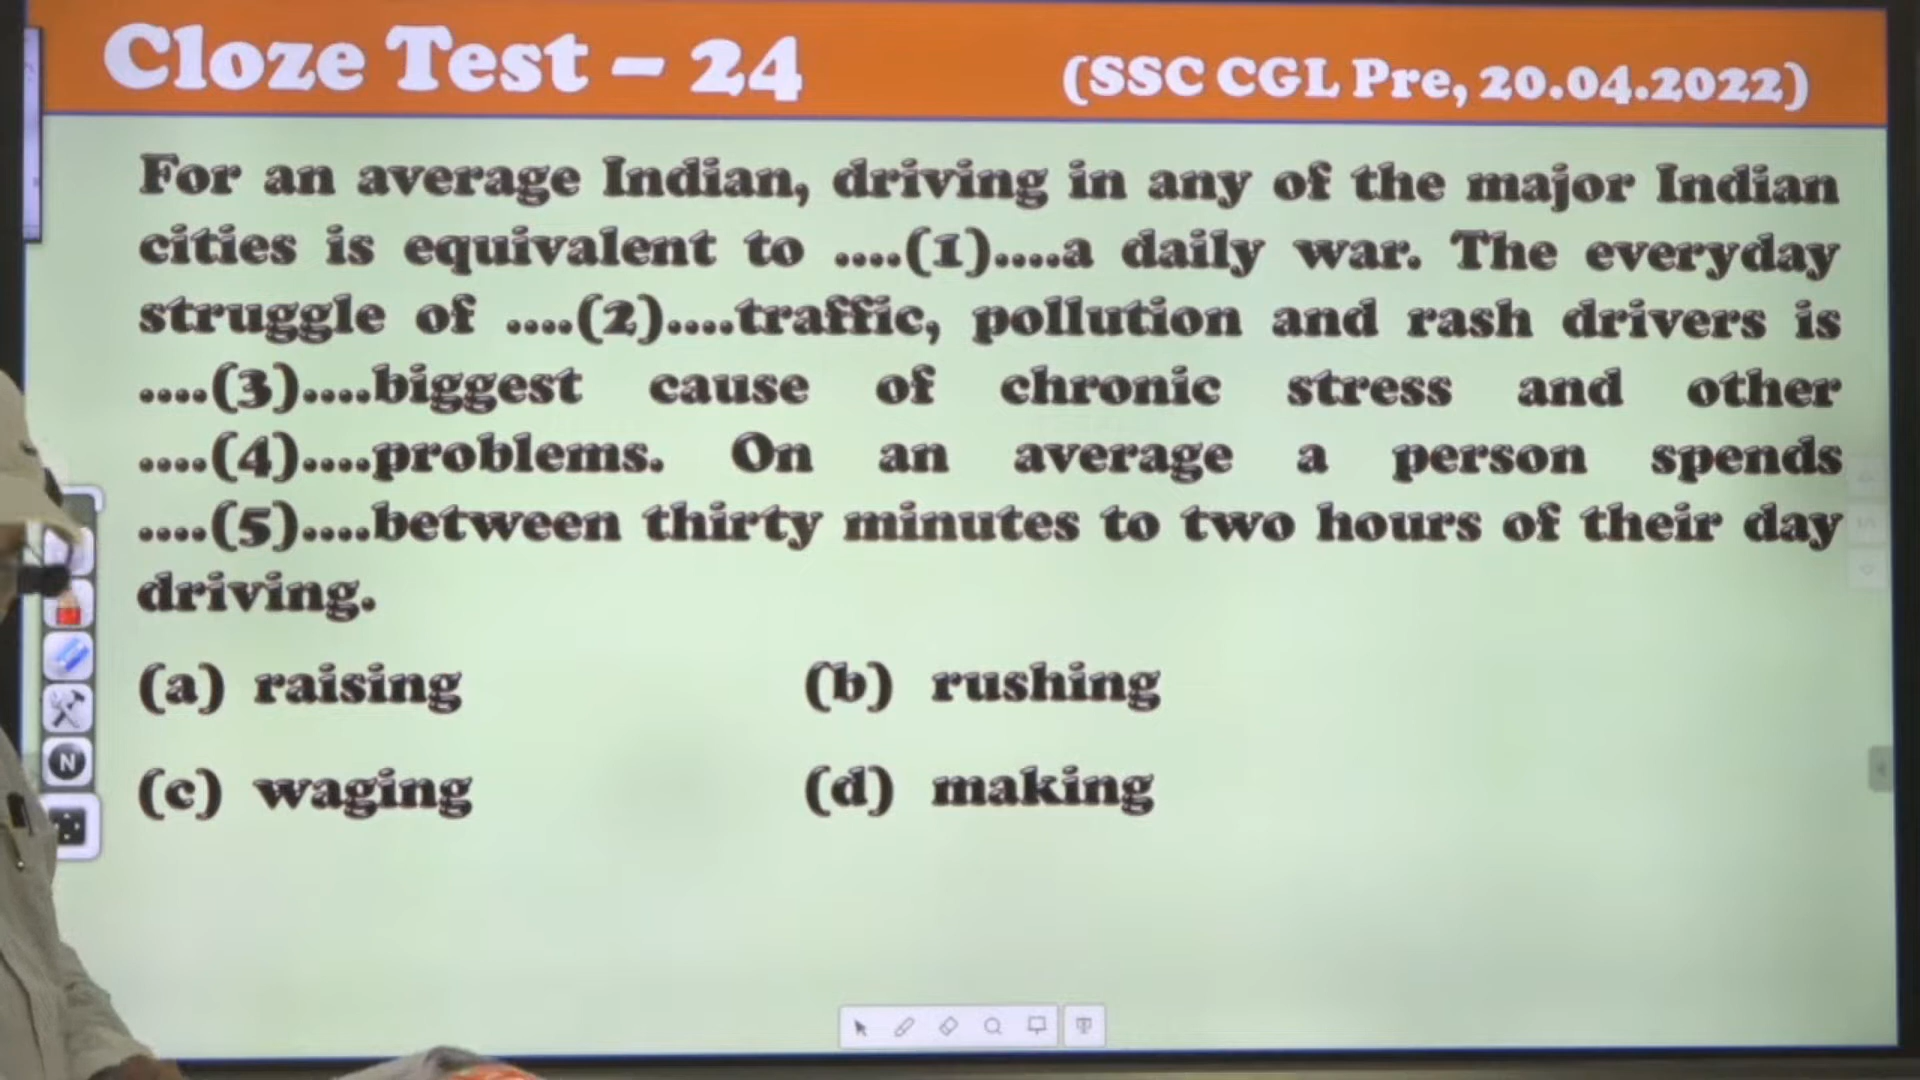 Cloze Test – 24
(SSC CGL Pre, 20.04.2022)
For an average Indian, driving in any of the major Indian
cities is equivalent to ....(1)....a daily war. The everyday
struggle of ....(2)....traffic, pollution and rash drivers is
....(3)....biggest cause of chronic stress and other
....(4)....problems. On an average a person spends
....(5)....between thirty minutes to two hours of their day
driving.
(a) raising
(b) rushing
(c) waging
(d) making
N